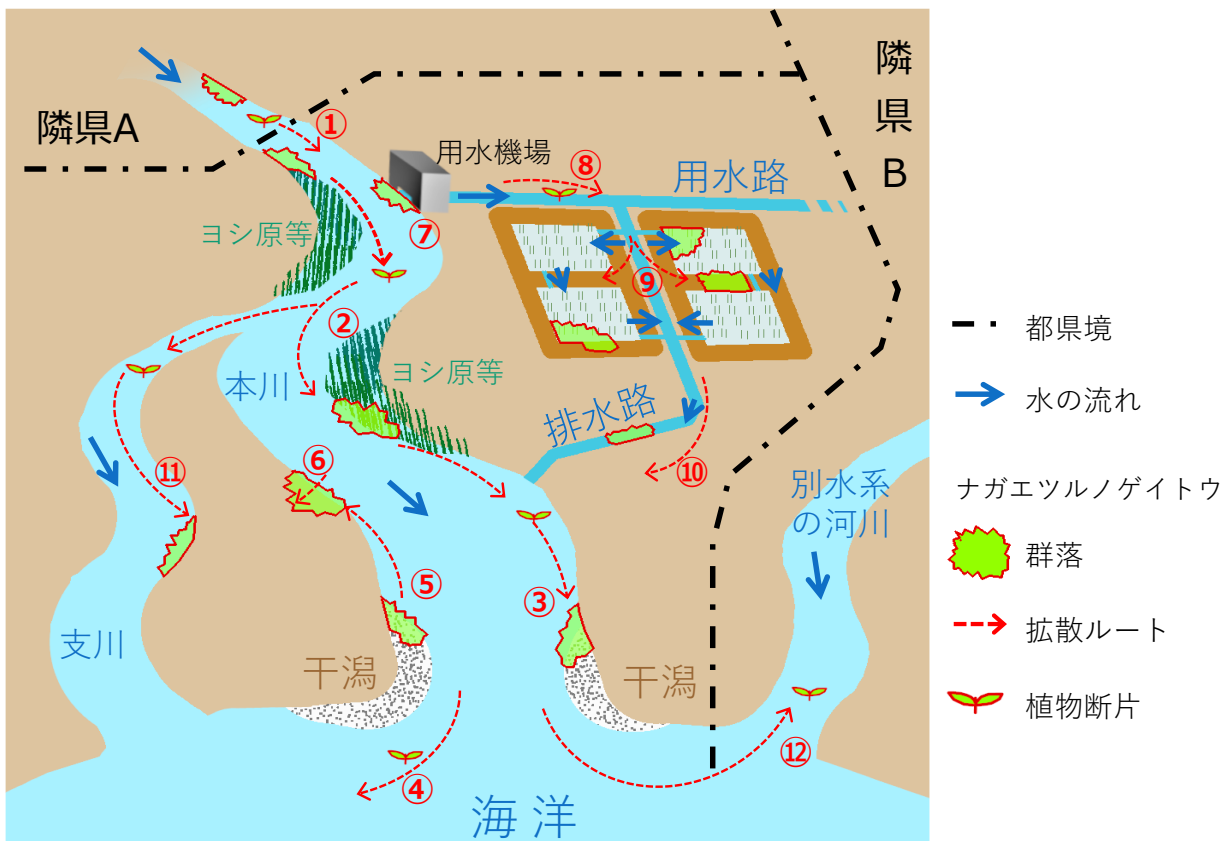 隣県A
①
用水機場
⑧
用水路
隣
県
B
ヨシ原等
⑦
⑨
②
ヨシ原等
本川
排水路
⑩
⑥
⑪
別水系
の河川
⑤
③
支川
干潟
干潟
④
⑫
海 洋
都県境
水の流れ
ナガエツルノゲイトウ
群落
拡散ルート
植物断片